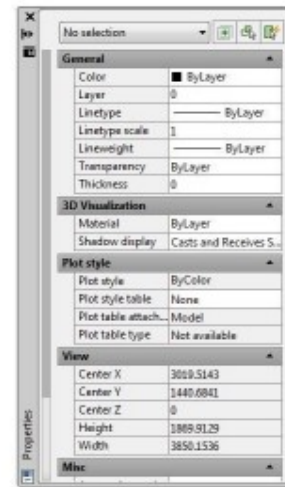 No selection
General
Color ByLayer
Layer 0
Linetype ByLayer
Linetype scale 1
Lineweight ByLayer
Transparency ByLayer
Thickness 0
3D Visualization
Material ByLayer
Shadow display Casts and Receives S...
Plot style
Plot style ByColor
Plot style table None
Plot table attach... Model
Plot table type Not available
View
Center X 3019.5143
Center Y 1440.6841
Center Z 0
Height 1869.9129
Width 3850.1536
Misc
Properties